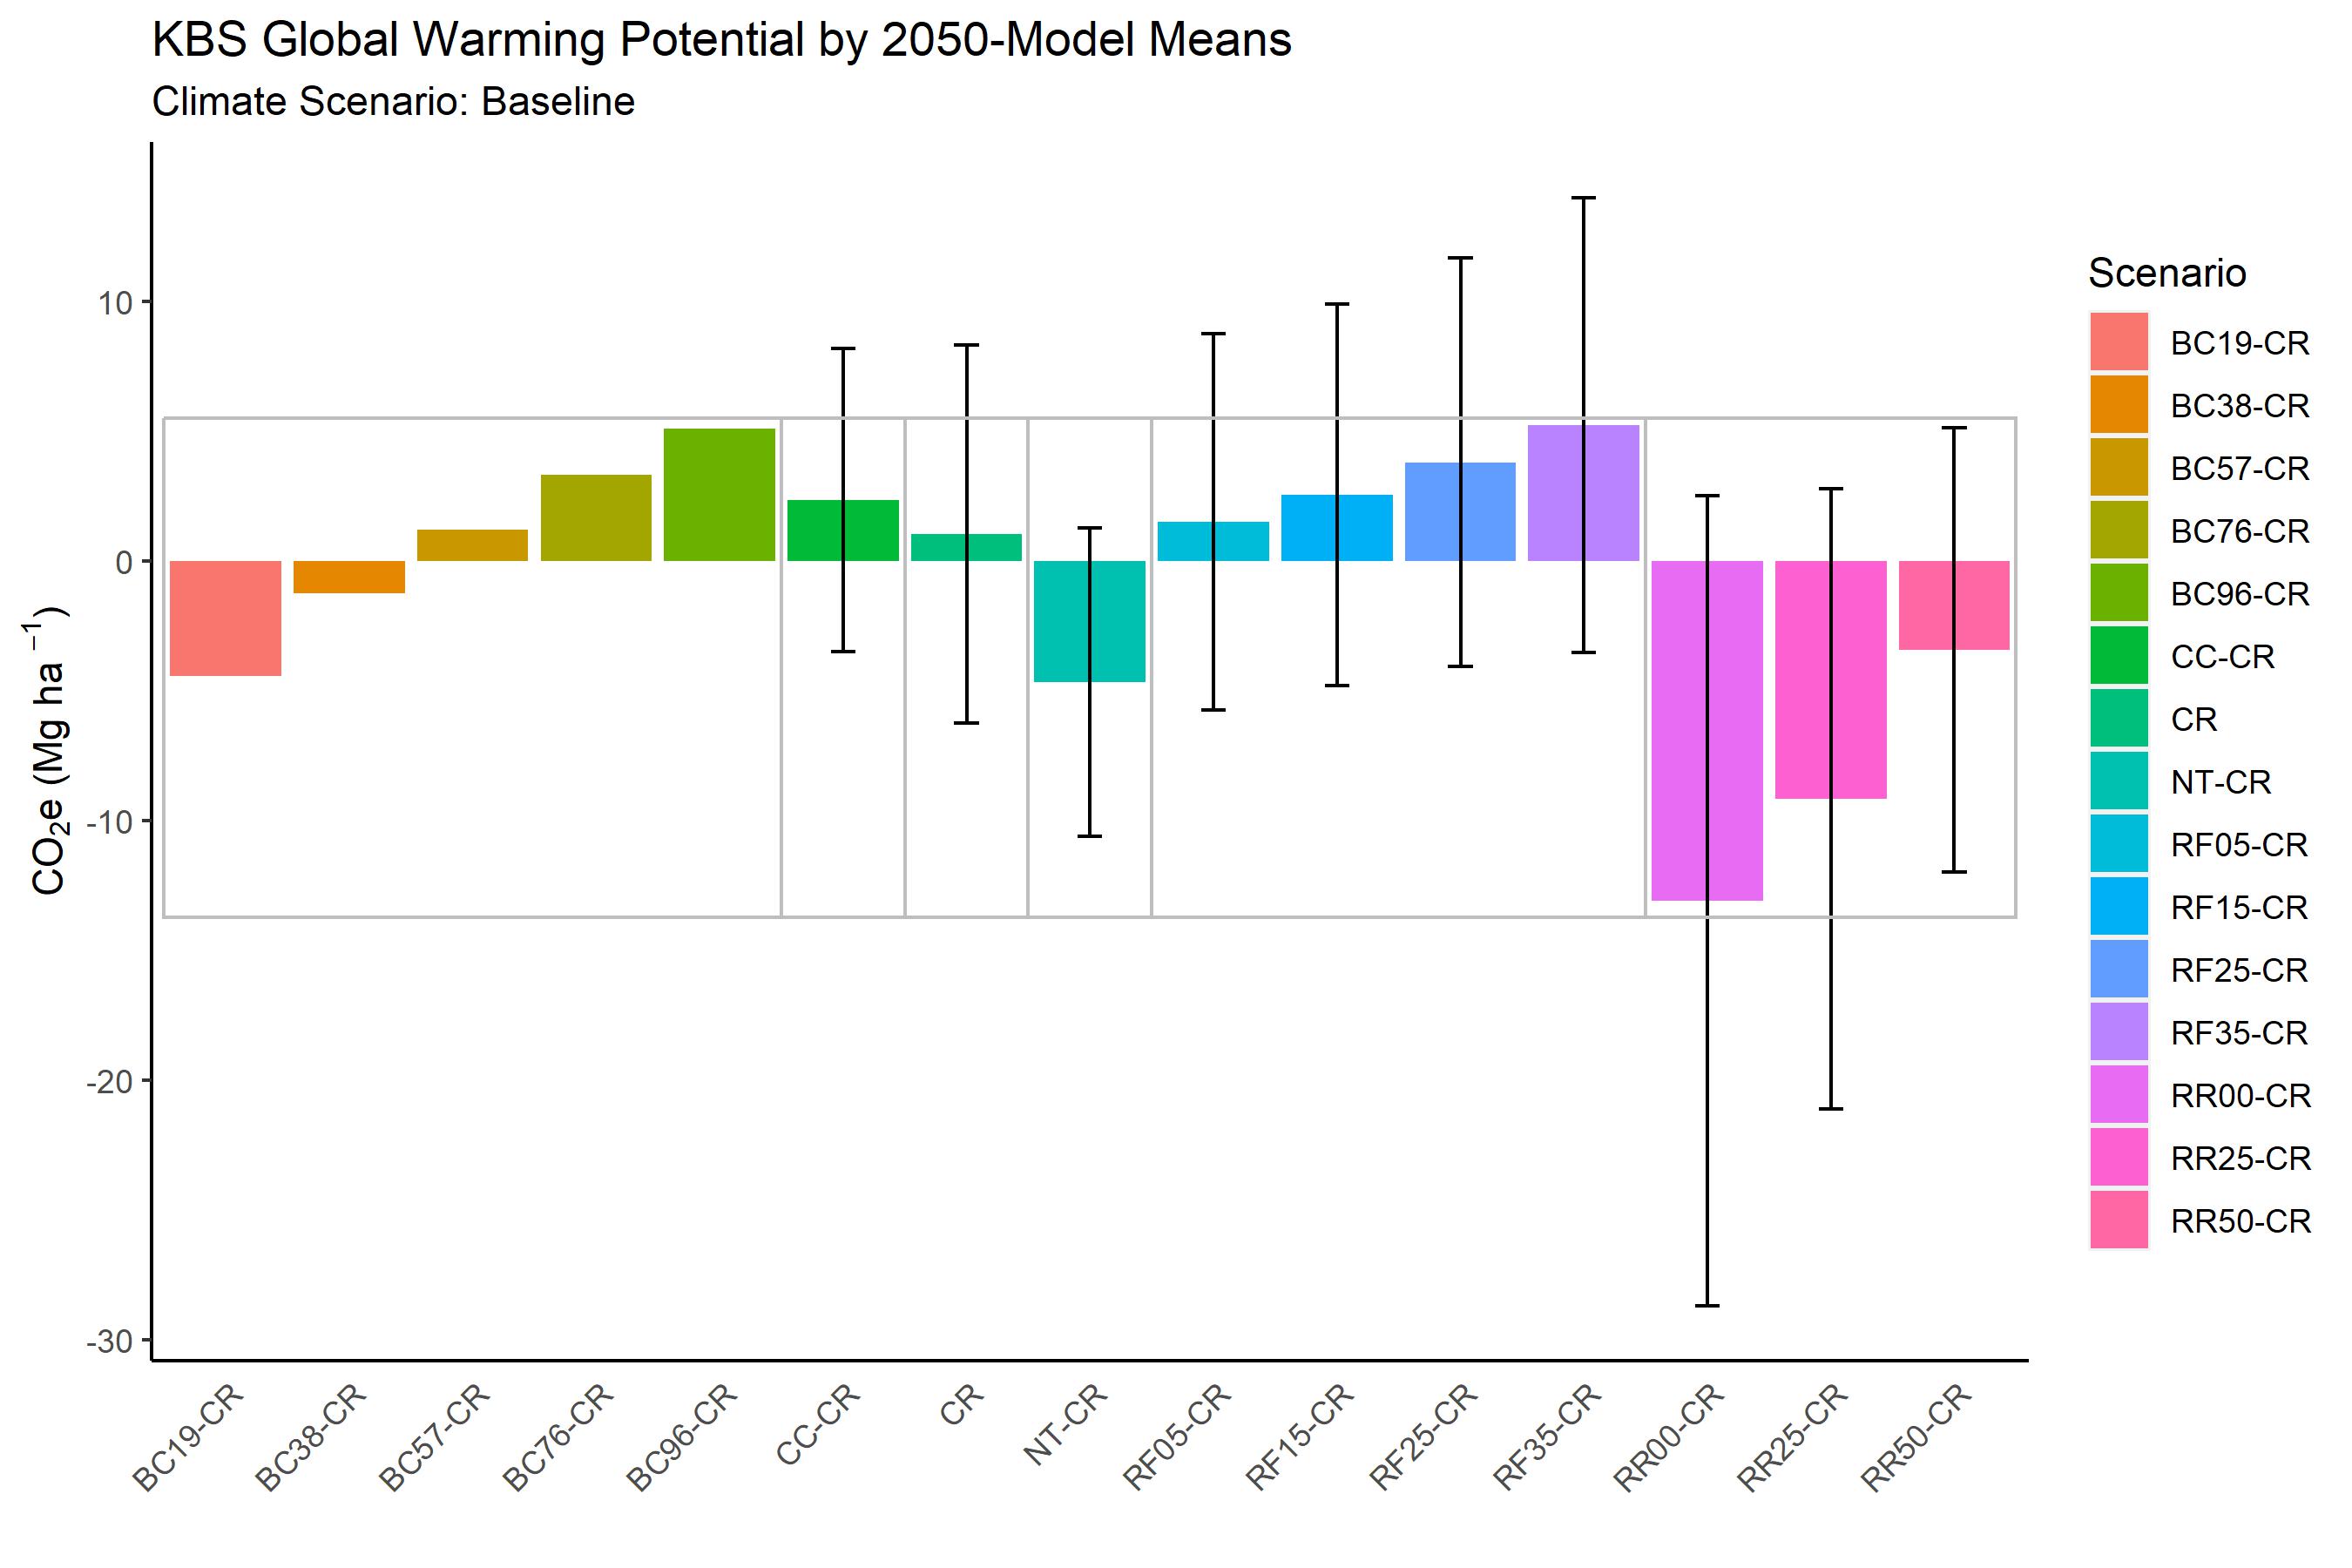 KBS Global Warming Potential by 2050-Model Means
Climate Scenario: Baseline
CO₂e (Mg ha ⁻¹)
10
0
-10
-20
-30
BC19-CR
BC38-CR
BC57-CR
BC76-CR
BC96-CR
CC-CR
CR
NT-CR
RF05-CR
RF15-CR
RF25-CR
RF35-CR
RR00-CR
RR25-CR
RR50-CR
Scenario
BC19-CR
BC38-CR
BC57-CR
BC76-CR
BC96-CR
CC-CR
CR
NT-CR
RF05-CR
RF15-CR
RF25-CR
RF35-CR
RR00-CR
RR25-CR
RR50-CR